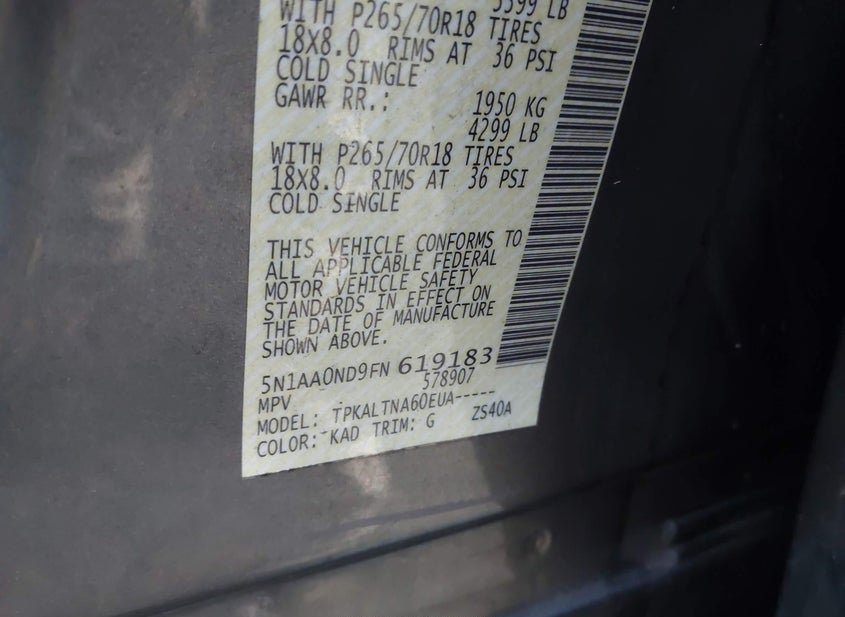 5599 LB
WITH P265/70R18 TIRES
18X8.0 RIMS AT 36 PSI
COLD SINGLE
GAWR RR.: 1950 KG
4299 LB
WITH P265/70R18 TIRES
18X8.0 RIMS AT 36 PSI
COLD SINGLE
THIS VEHICLE CONFORMS TO
ALL APPLICABLE FEDERAL
MOTOR VEHICLE SAFETY
STANDARDS IN EFFECT ON
THE DATE OF MANUFACTURE
SHOWN ABOVE.
5N1AA0ND9FN 619183
MPV 578907
MODEL: TPKALTNA60EUA-----
COLOR: KAD TRIM: G ZS40A